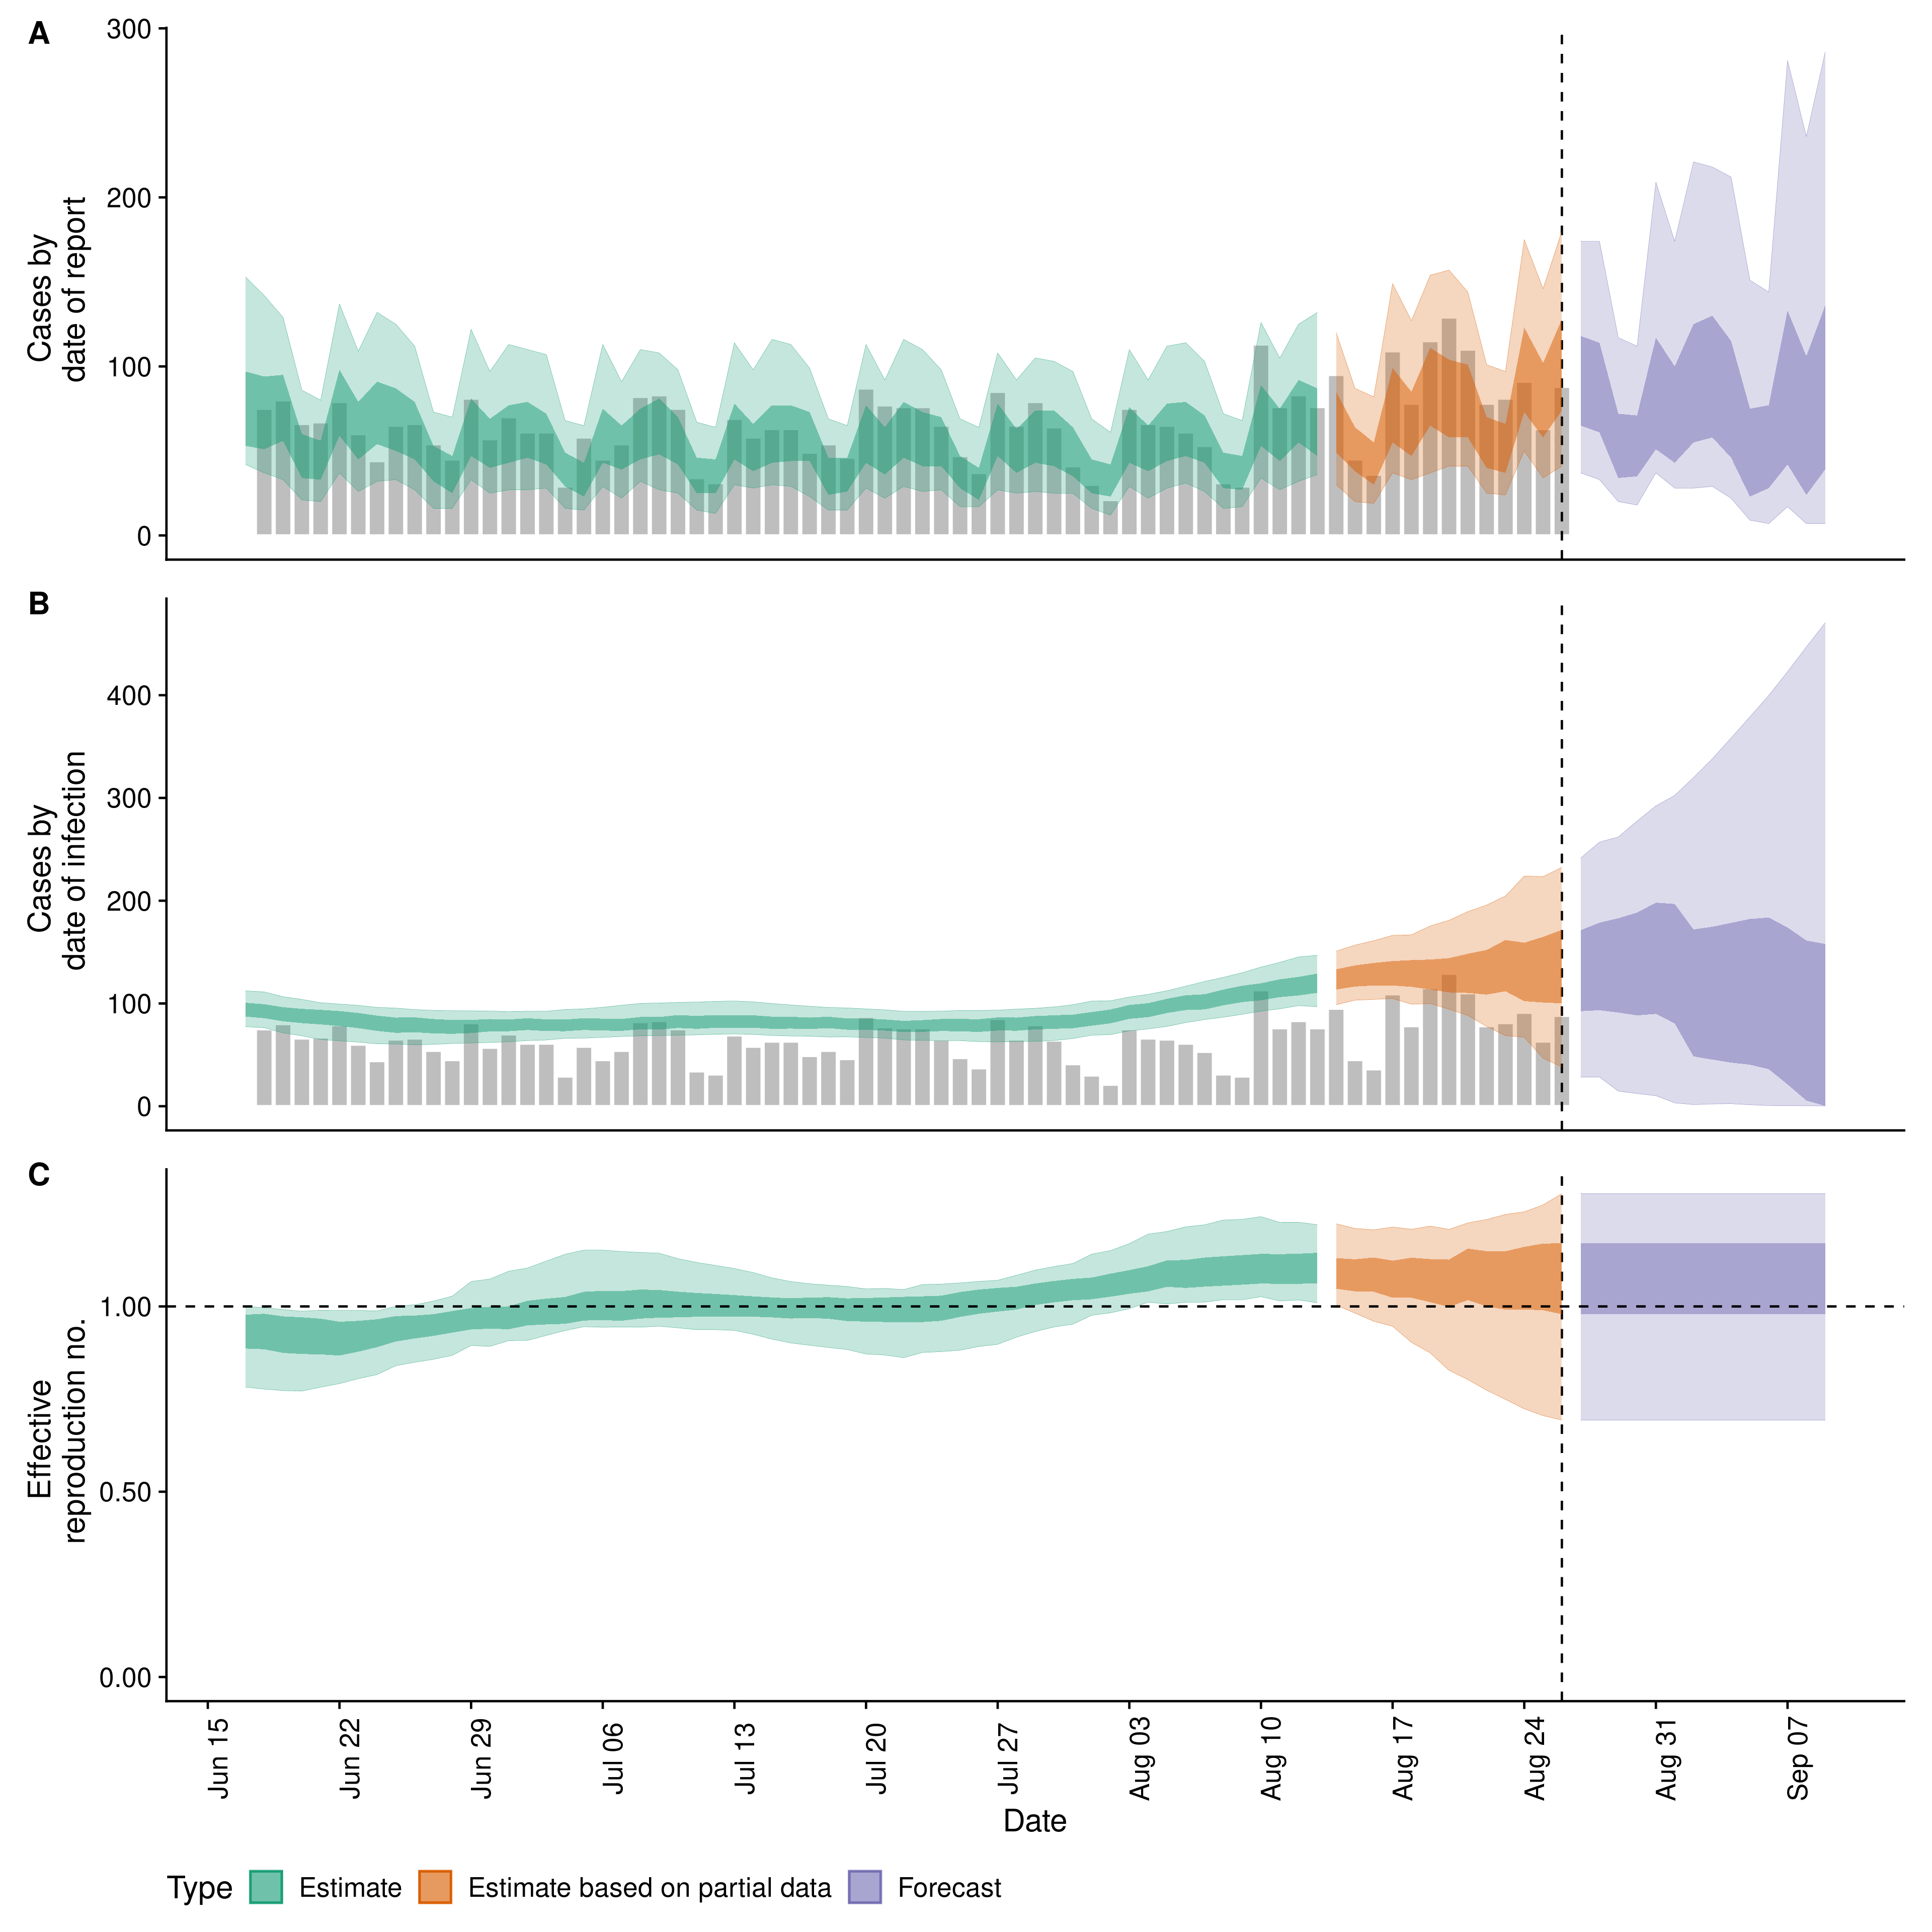 A
300
200
100
0
Cases by
date of report
B
400
300
200
100
0
Cases by
date of infection
C
1.00
0.50
0.00
Effective
reproduction no.
Jun 15
Jun 22
Jun 29
Jul 06
Jul 13
Jul 20
Jul 27
Aug 03
Aug 10
Aug 17
Aug 24
Aug 31
Sep 07
Date
Type Estimate Estimate based on partial data Forecast